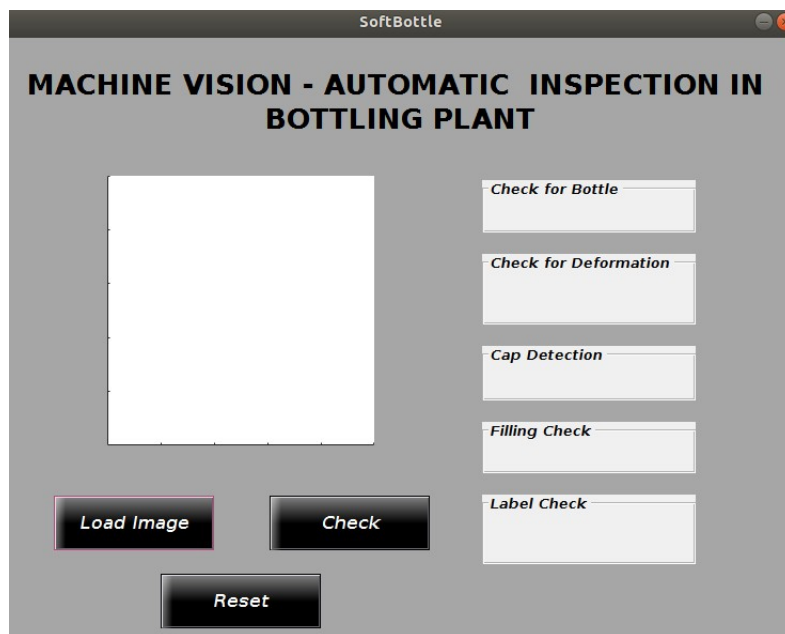 SoftBottle
MACHINE VISION - AUTOMATIC INSPECTION IN
BOTTLING PLANT
Check for Bottle
Check for Deformation
Cap Detection
Filling Check
Label Check
Load Image
Check
Reset